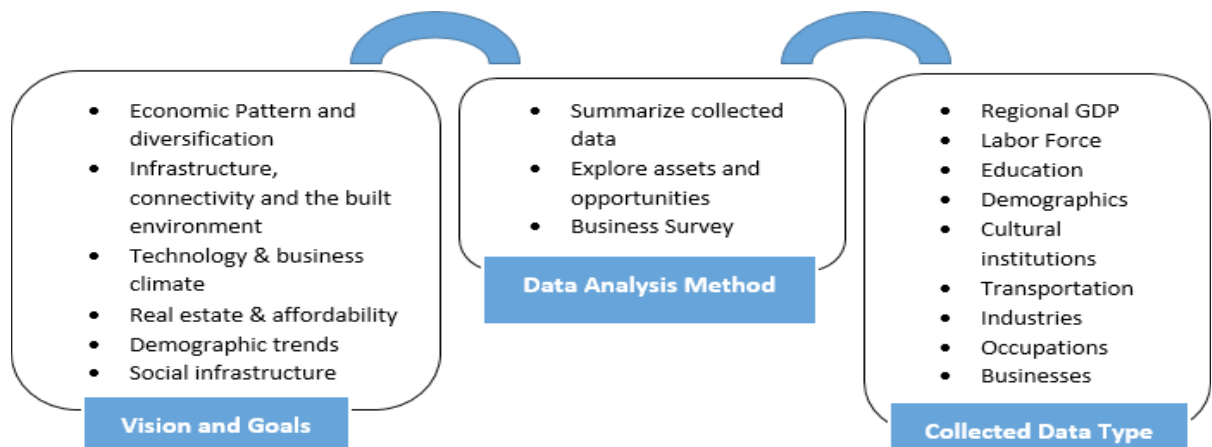 • Economic Pattern and
diversification
• Infrastructure,
connectivity and the built
environment
• Technology & business
climate
• Real estate & affordability
• Demographic trends
• Social infrastructure
Vision and Goals
• Summarize collected
data
• Explore assets and
opportunities
• Business Survey
Data Analysis Method
• Regional GDP
• Labor Force
• Education
• Demographics
• Cultural
institutions
• Transportation
• Industries
• Occupations
• Businesses
Collected Data Type